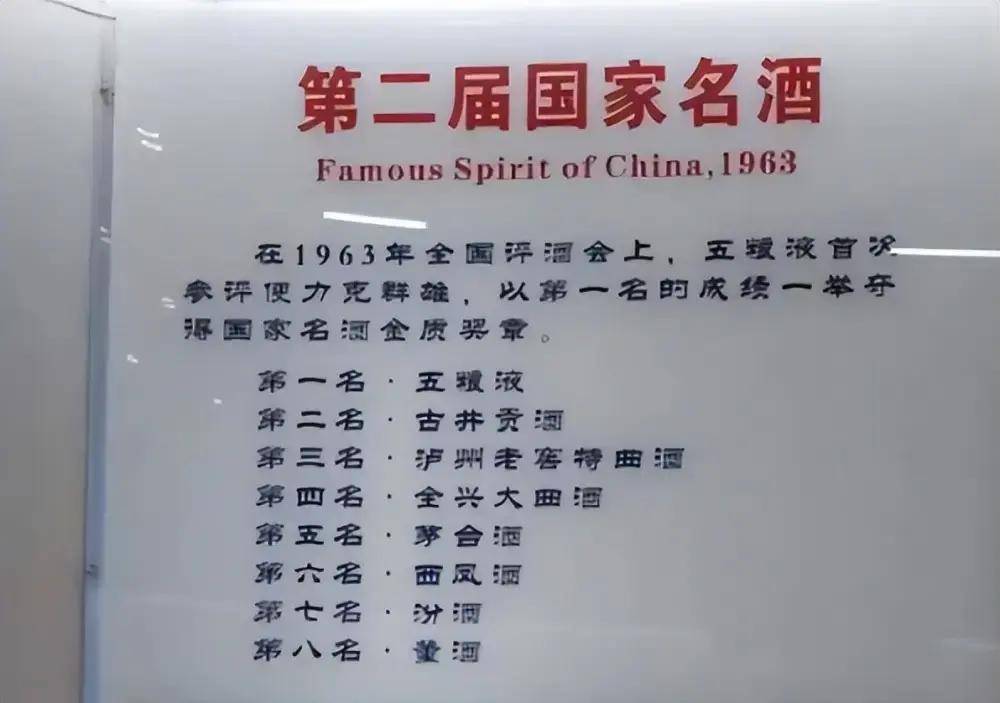 第二届国家名酒
Famous Spirit of China,1963
在1963年全国评酒会上，五粮液首次
参评便力克群雄，以第一名的成绩一举夺
得国家名酒金质奖章。
第一名·五粮液
第二名·古井贡酒
第三名·泸州老窖特曲酒
第四名·全兴大曲酒
第五名·茅台酒
第六名·西凤酒
第七名·汾酒
第八名·董酒